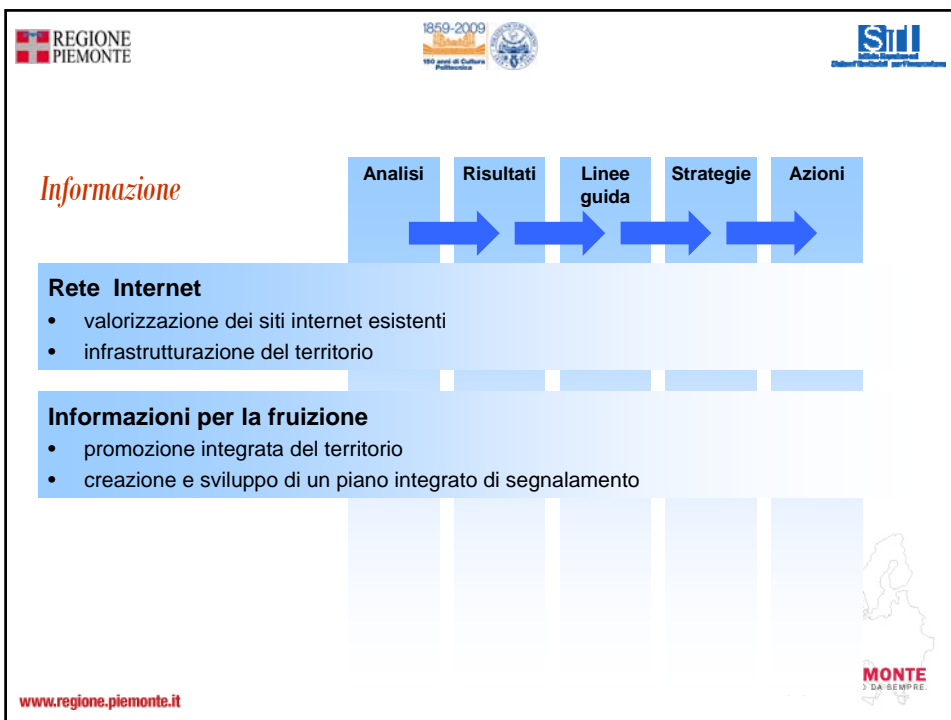 REGIONE
PIEMONTE
1859-2009
150 anni di Cultura
Politecnica
SiTI
Informazione
Analisi
Risultati
Linee
guida
Strategie
Azioni
Rete Internet
• valorizzazione dei siti internet esistenti
• infrastrutturazione del territorio
Informazioni per la fruizione
• promozione integrata del territorio
• creazione e sviluppo di un piano integrato di segnalamento
MONTE
DA SEMPRE.
www.regione.piemonte.it